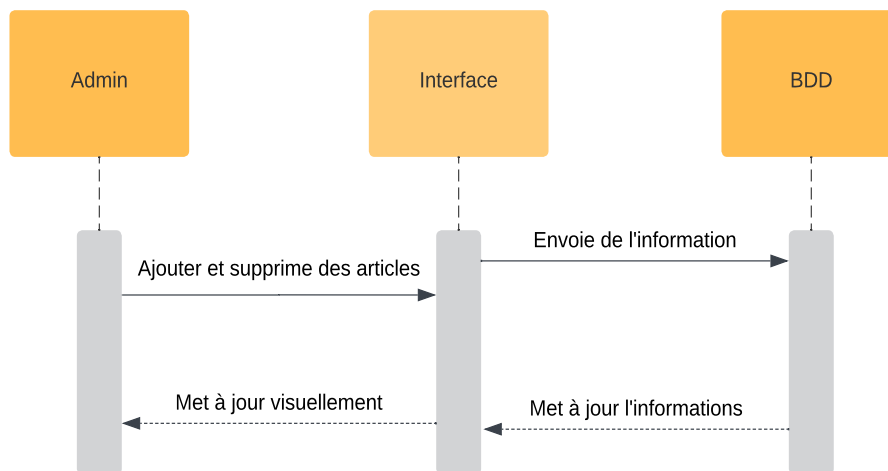 Admin
Interface
BDD
Envoie de l'information
Ajouter et supprime des articles
Met à jour visuellement
Met à jour l'informations